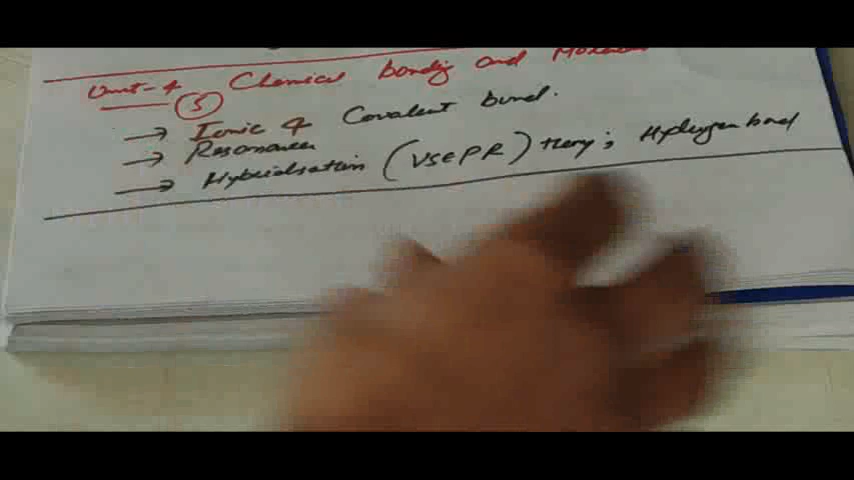 Unit-4 Chemical bonding and
5
→ Ionic & Covalent bond.
→ Resonance
→ Hybridisation (VSEPR) theory; Hydrogen bond